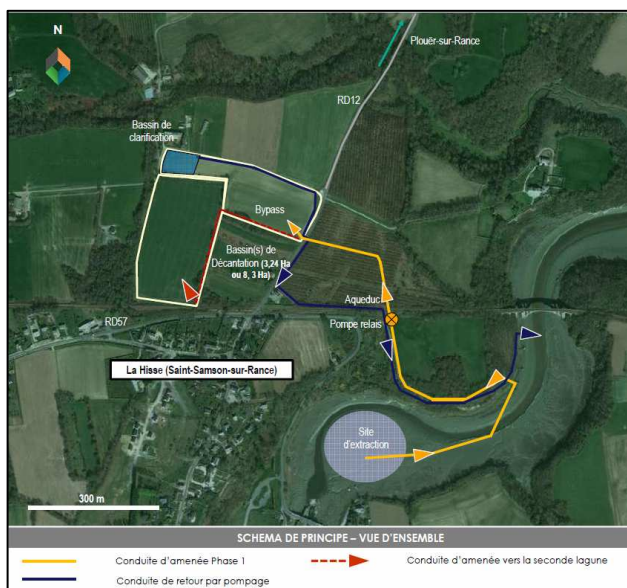 N
Plouër-sur-Rance
RD12
Bassin de
clarification
Bypass
Bassin(s) de
Décantation (3,24 Ha
ou 8, 3 Ha)
Aqueduc
Pompe relais
RD57
La Hisse (Saint-Samson-sur-Rance)
Site
d'extraction
300 m
SCHEMA DE PRINCIPE – VUE D'ENSEMBLE
Conduite d'amenée Phase 1
Conduite d'amenée vers la seconde lagune
Conduite de retour par pompage